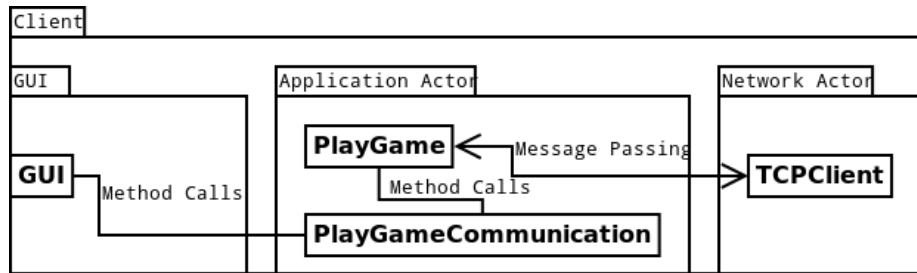 Client
GUI
Application Actor
Network Actor
PlayGame
Message Passing
GUI
TCPClient
Method Calls
Method Calls
PlayGameCommunication